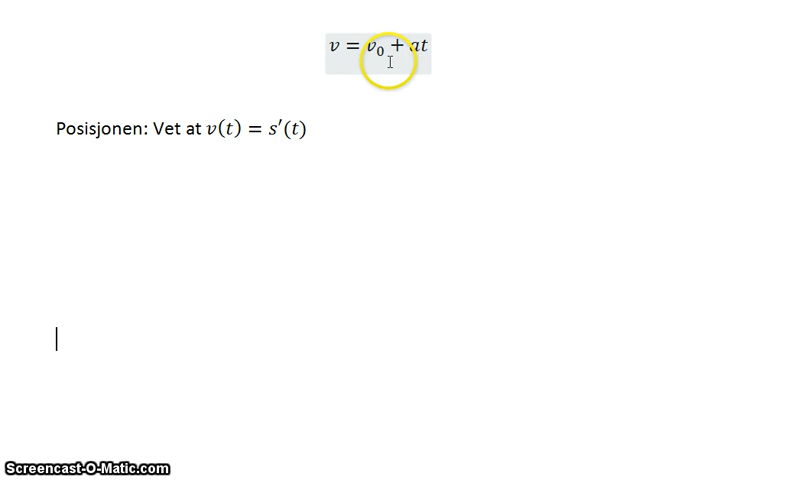 v = v₀ + at
Posisjonen: Vet at v(t) = s′(t)
Screencast-O-Matic.com